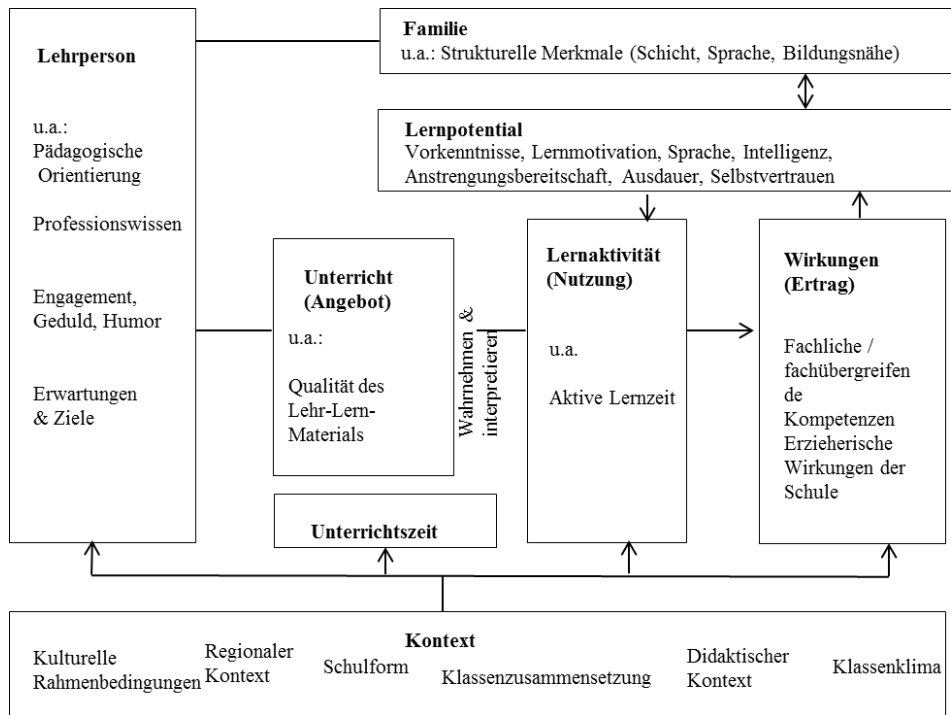 Lehrperson
u.a.:
Pädagogische
Orientierung
Professionswissen
Engagement,
Geduld, Humor
Erwartungen
& Ziele
Familie
u.a.: Strukturelle Merkmale (Schicht, Sprache, Bildungsnähe)
Lernpotential
Vorkenntnisse, Lernmotivation, Sprache, Intelligenz,
Anstrengungsbereitschaft, Ausdauer, Selbstvertrauen
Unterricht
(Angebot)
u.a.:
Qualität des
Lehr-Lern-
Materials
Wahrnehmen &
interpretieren
Lernaktivität
(Nutzung)
u.a.
Aktive Lernzeit
Wirkungen
(Ertrag)
Fachliche /
fachübergreifen
de
Kompetenzen
Erzieherische
Wirkungen der
Schule
Unterrichtszeit
Kontext
Kulturelle
Rahmenbedingungen
Regionaler
Kontext
Schulform
Klassenzusammensetzung
Didaktischer
Kontext
Klassenklima